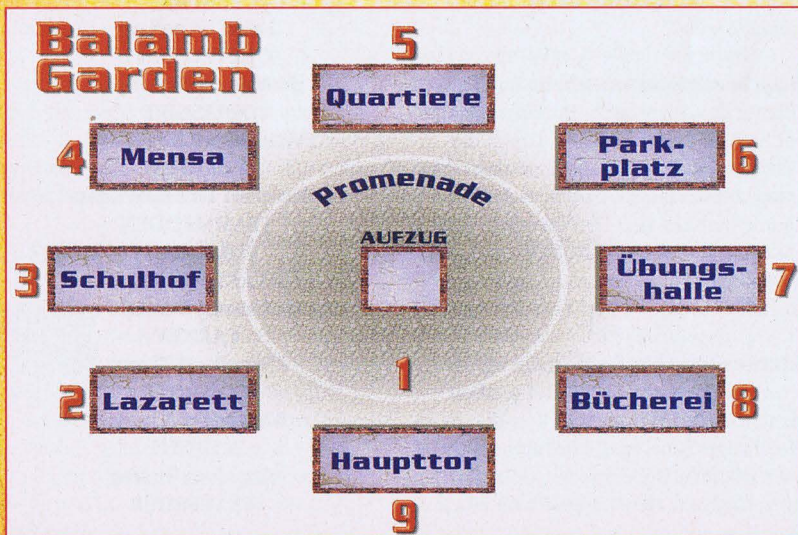 Balamb
Garden
5
Quartiere
4
Mensa
Park-
platz
6
Promenade
AUFZUG
3
Schulhof
Übungs-
halle
7
1
2
Lazarett
Bücherei
8
Haupttor
9